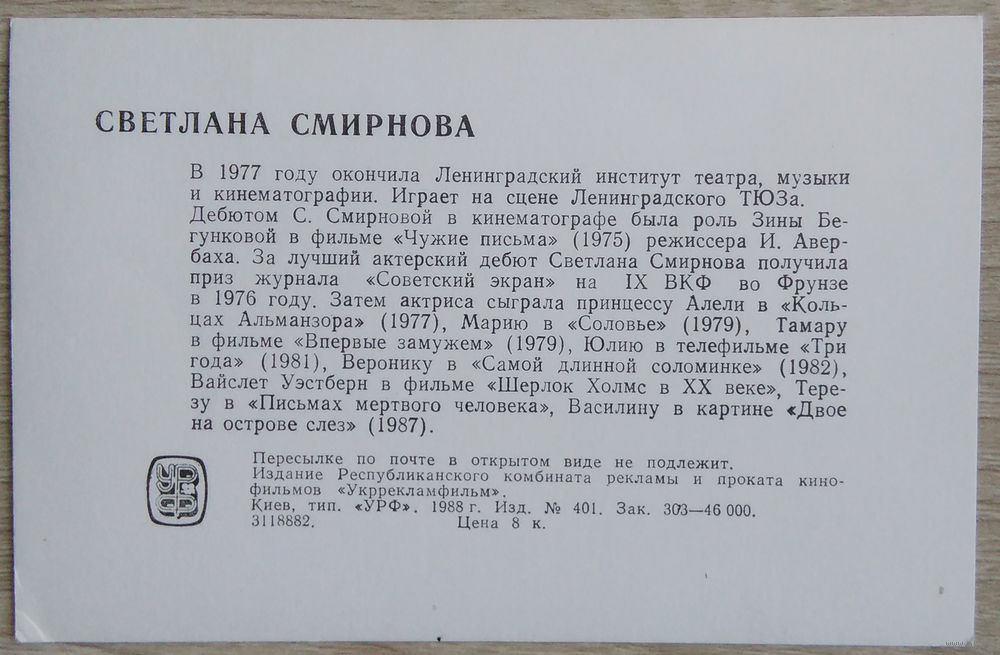 СВЕТЛАНА СМИРНОВА
В 1977 году окончила Ленинградский институт театра, музыки
и кинематографии. Играет на сцене Ленинградского ТЮЗа.
Дебютом С. Смирновой в кинематографе была роль Зины Бе-
гунковой в фильме «Чужие письма» (1975) режиссера И. Авер-
баха. За лучший актерский дебют Светлана Смирнова получила
приз журнала «Советский экран» на IX ВКФ во Фрунзе
в 1976 году. Затем актриса сыграла принцессу Алели в «Коль-
цах Альманзора» (1977), Марию в «Соловье» (1979), Тамару
в фильме «Впервые замужем» (1979), Юлию в телефильме «Три
года» (1981), Веронику в «Самой длинной соломинке» (1982),
Вайслет Уэстберн в фильме «Шерлок Холмс в XX веке», Тере-
зу в «Письмах мертвого человека», Василину в картине «Двое
на острове слез» (1987).
УРФ
Пересылке по почте в открытом виде не подлежит.
Издание Республиканского комбината рекламы и проката кино-
фильмов «Укррекламфильм».
Киев, тип. «УРФ». 1988 г. Изд. № 401. Зак. 303—46 000.
3118882. Цена 8 к.